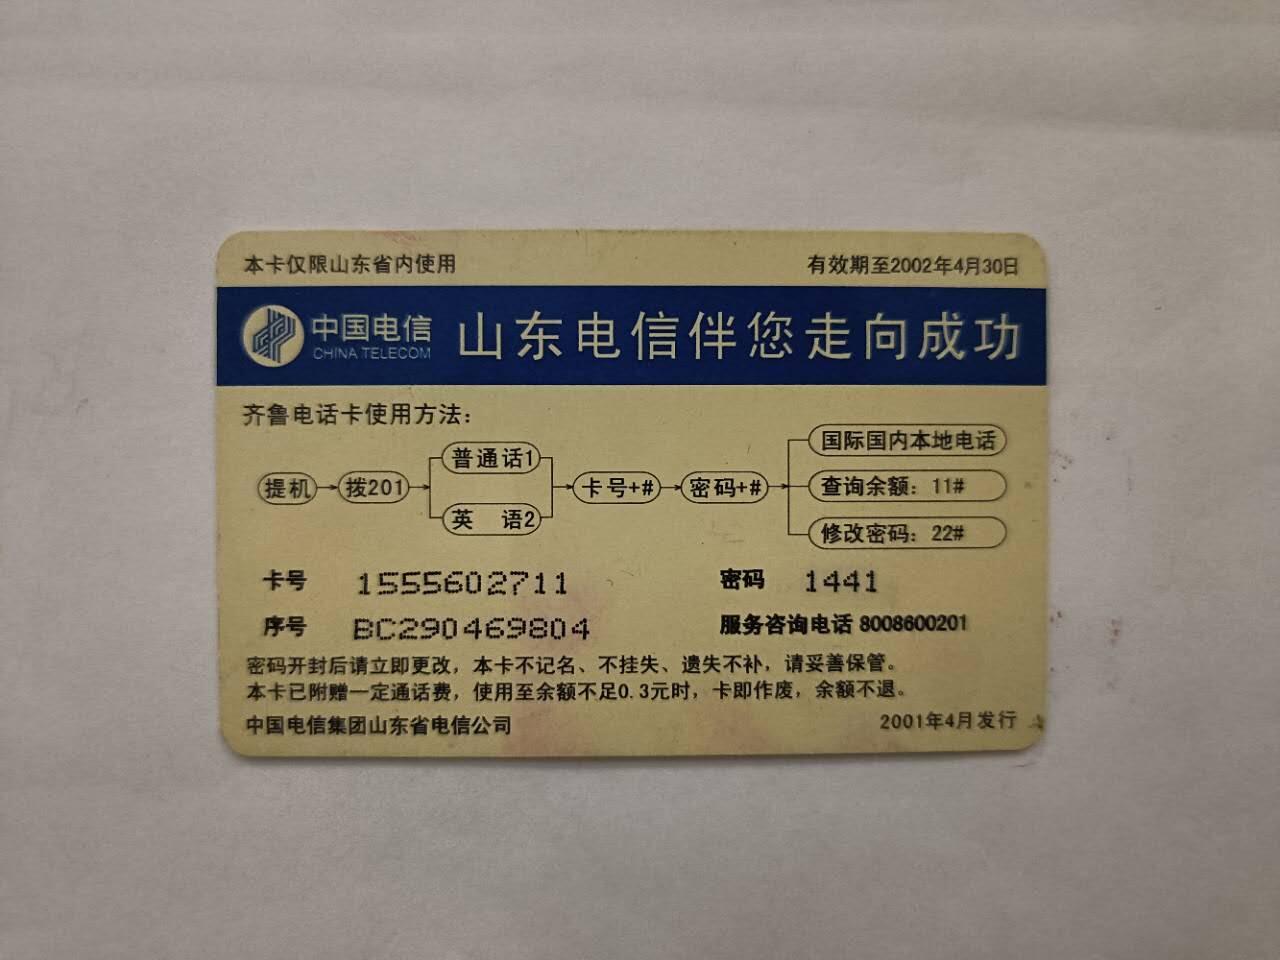 本卡仅限山东省内使用 有效期至2002年4月30日
中国电信 CHINA TELECOM 山东电信伴您走向成功
齐鲁电话卡使用方法：
提机 拨201 普通话1 英 语2 卡号+# 密码+# 国际国内本地电话 查询余额：11# 修改密码：22#
卡号 1555602711 密码 1441
序号 BC290469804 服务咨询电话 8008600201
密码开封后请立即更改，本卡不记名、不挂失、遗失不补，请妥善保管。
本卡已附赠一定通话费，使用至余额不足0.3元时，卡即作废，余额不退。
中国电信集团山东省电信公司 2001年4月发行